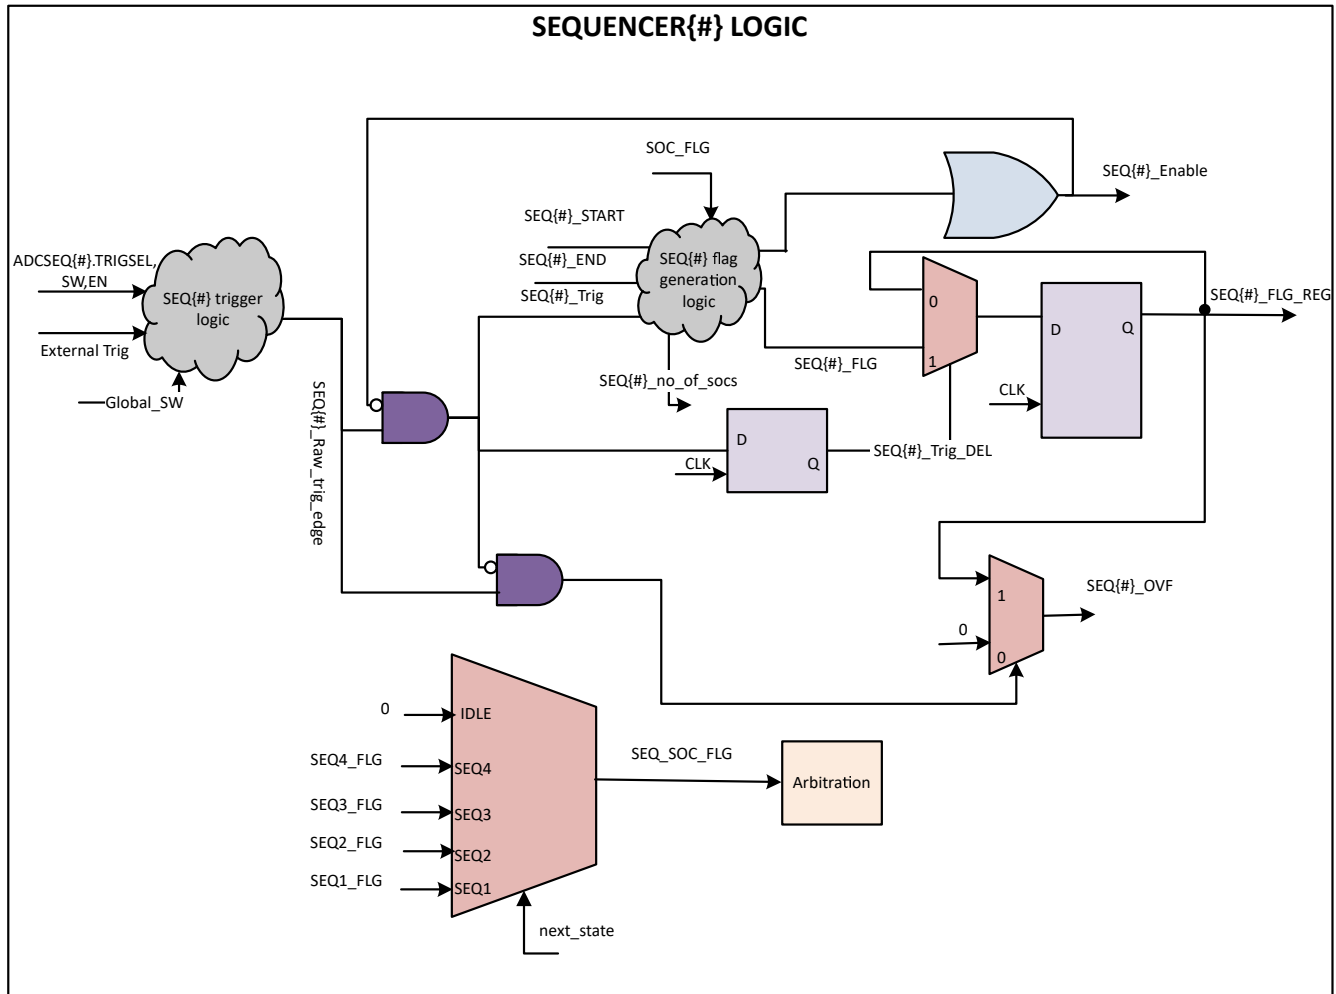 SEQUENCER{#} LOGIC
SOC_FLG
SEQ{#}_Enable
SEQ{#}_START
ADCSEQ{#}.TRIGSEL,
SW,EN
SEQ{#}_END
SEQ{#} flag
generation
logic
SEQ{#}_Trig
SEQ{#} trigger
logic
0
SEQ{#}_FLG_REG
D
Q
External Trig
SEQ{#}_FLG
1
SEQ{#}_no_of_socs
CLK
Global_SW
SEQ{#}_Raw_trig_edge
D
SEQ{#}_Trig_DEL
CLK
Q
SEQ{#}_OVF
1
0
0
0
IDLE
SEQ_SOC_FLG
SEQ4_FLG
SEQ4
Arbitration
SEQ3_FLG
SEQ3
SEQ2_FLG
SEQ2
SEQ1_FLG
SEQ1
next_state